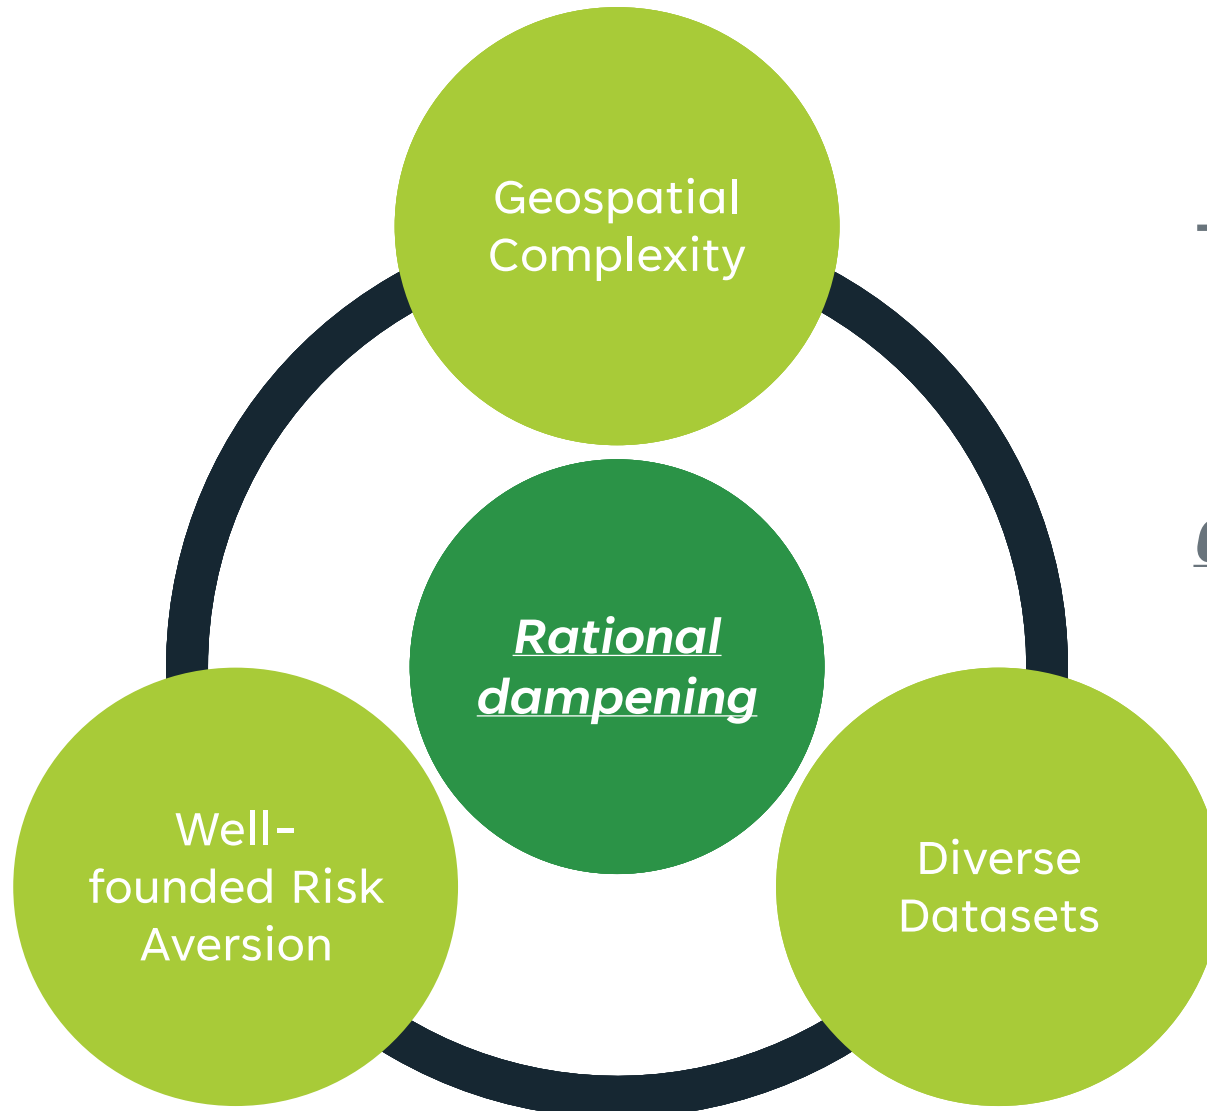 Geospatial
Complexity
Rational
dampening
Well-
founded Risk
Aversion
Diverse
Datasets